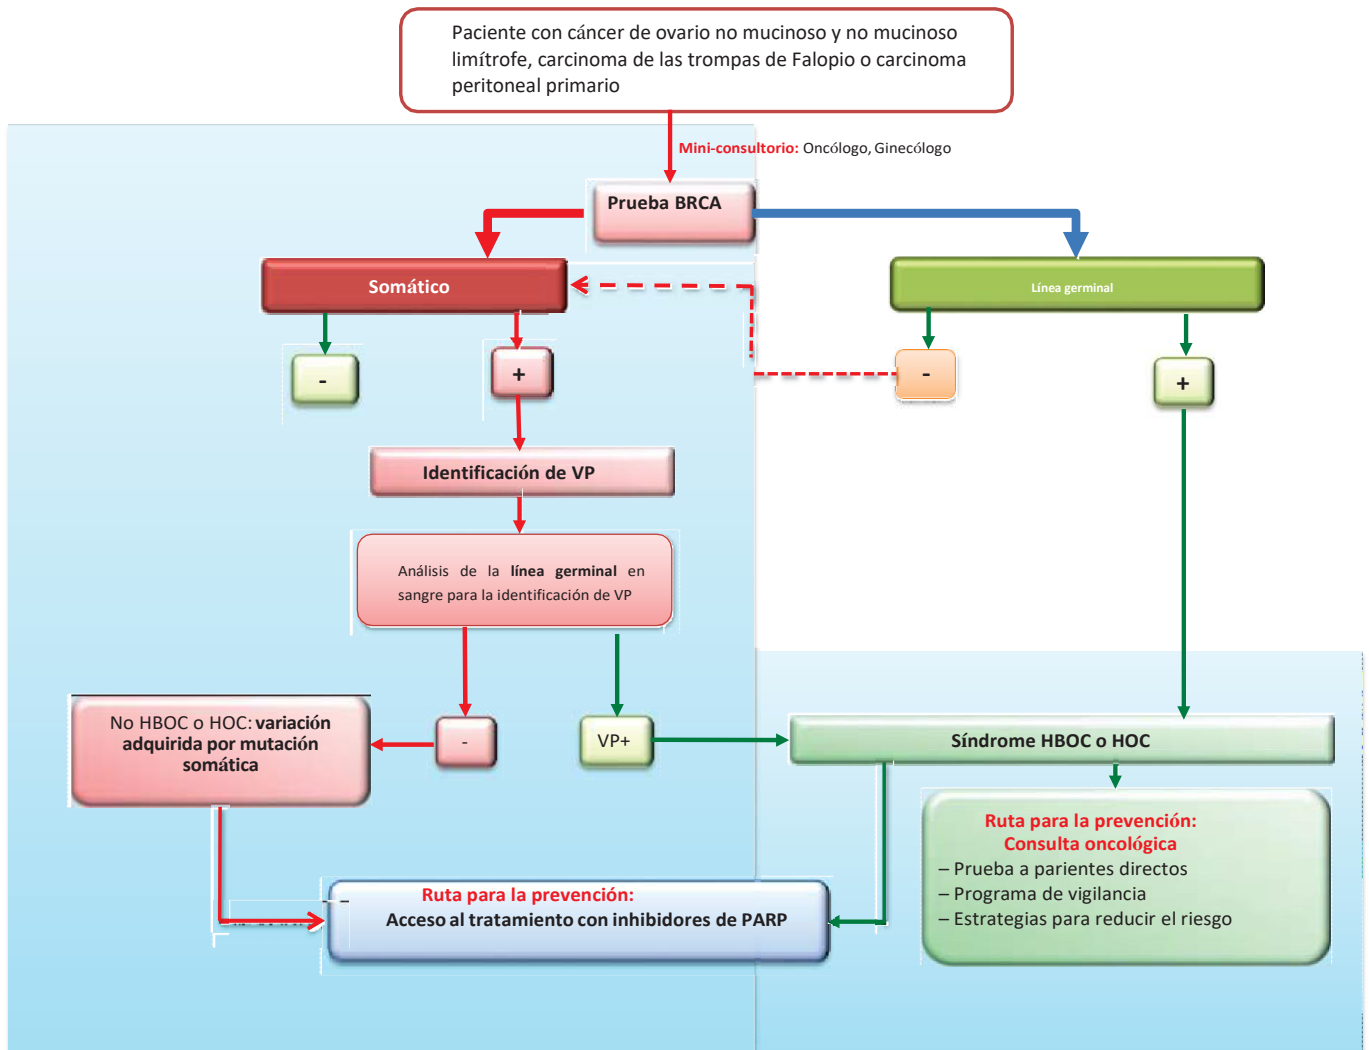 Paciente con cáncer de ovario no mucinoso y no mucinoso
limítrofe, carcinoma de las trompas de Falopio o carcinoma
peritoneal primario
Mini-consultorio: Oncólogo, Ginecólogo
Prueba BRCA
Somático
Línea germinal
-
+
-
+
Identificación de VP
Análisis de la línea germinal en
sangre para la identificación de VP
No HBOC o HOC: variación
adquirida por mutación
somática
-
VP+
Síndrome HBOC o HOC
Ruta para la prevención:
Consulta oncológica
– Prueba a parientes directos
– Programa de vigilancia
– Estrategias para reducir el riesgo
Ruta para la prevención:
Acceso al tratamiento con inhibidores de PARP